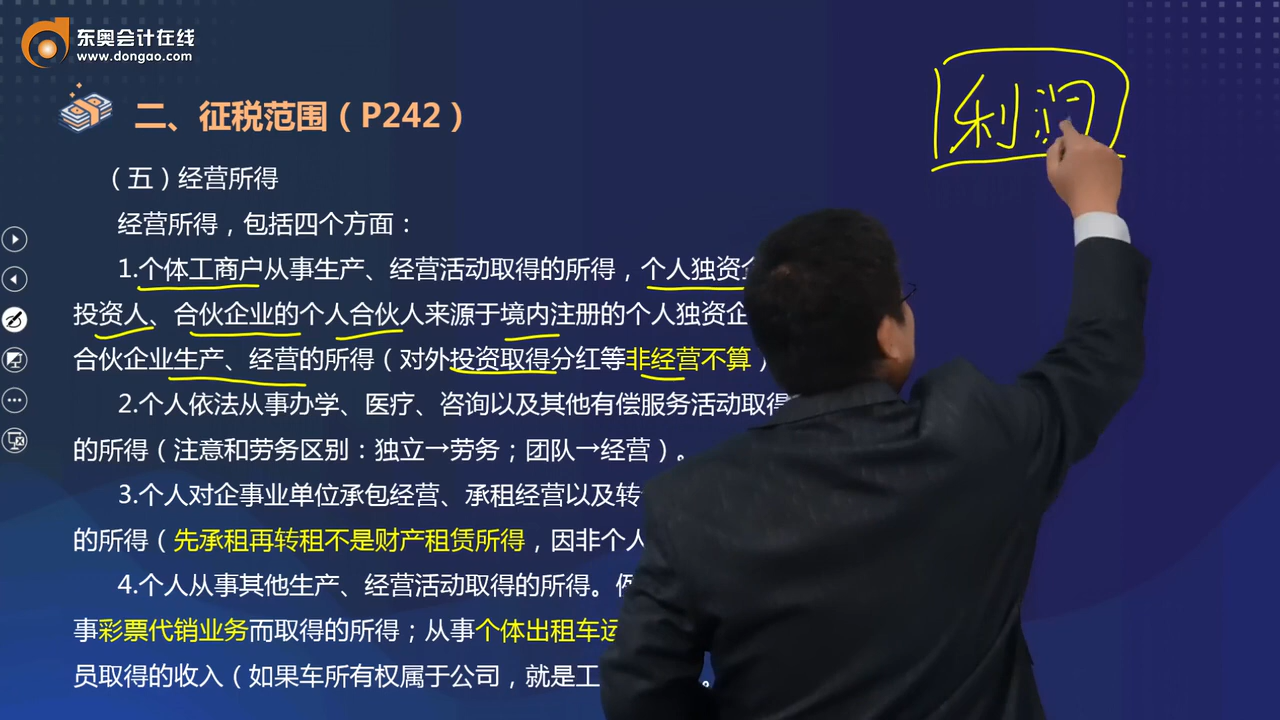 东奥会计在线
www.dongao.com
利润
二、征税范围（P242）
（五）经营所得
经营所得，包括四个方面：
1.个体工商户从事生产、经营活动取得的所得，个人独资
投资人、合伙企业的个人合伙人来源于境内注册的个人独资企
合伙企业生产、经营的所得（对外投资取得分红等非经营不算）
2.个人依法从事办学、医疗、咨询以及其他有偿服务活动取得
的所得（注意和劳务区别：独立→劳务；团队→经营）。
3.个人对企事业单位承包经营、承租经营以及转
的所得（先承租再转租不是财产租赁所得，因非个人
4.个人从事其他生产、经营活动取得的所得。
事彩票代销业务而取得的所得；从事个体出租车运
员取得的收入（如果车所有权属于公司，就是工